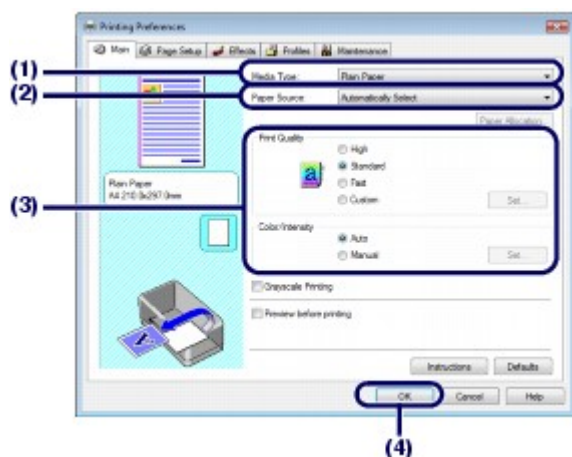 Printing Preferences
Main Page Setup Effects Profiles Maintenance
(1)
Media Type: Plain Paper
(2)
Paper Source: Automatically Select
Paper Allocation...
Print Quality
High
Standard
Fast
Custom
Set...
Plain Paper
A4 210.0x297.0mm
(3)
Color/Intensity
Auto
Manual
Set...
Grayscale Printing
Preview before printing
Instructions Defaults
OK Cancel Help
(4)